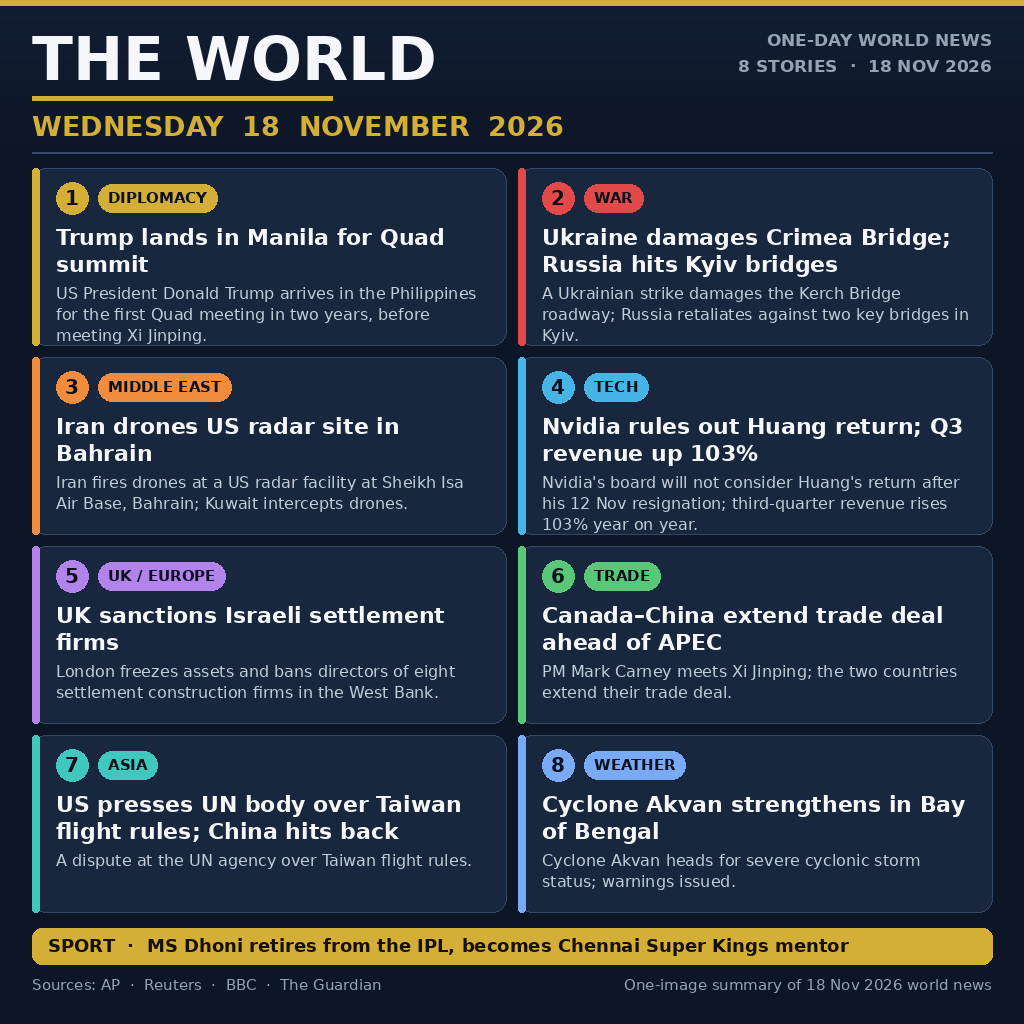 THE WORLD
ONE-DAY WORLD NEWS
8 STORIES · 18 NOV 2026
WEDNESDAY 18 NOVEMBER 2026
1 DIPLOMACY
Trump lands in Manila for Quad
summit
US President Donald Trump arrives in the Philippines
for the first Quad meeting in two years, before
meeting Xi Jinping.
2 WAR
Ukraine damages Crimea Bridge;
Russia hits Kyiv bridges
A Ukrainian strike damages the Kerch Bridge
roadway; Russia retaliates against two key bridges in
Kyiv.
3 MIDDLE EAST
Iran drones US radar site in
Bahrain
Iran fires drones at a US radar facility at Sheikh Isa
Air Base, Bahrain; Kuwait intercepts drones.
4 TECH
Nvidia rules out Huang return; Q3
revenue up 103%
Nvidia's board will not consider Huang's return after
his 12 Nov resignation; third-quarter revenue rises
103% year on year.
5 UK / EUROPE
UK sanctions Israeli settlement
firms
London freezes assets and bans directors of eight
settlement construction firms in the West Bank.
6 TRADE
Canada–China extend trade deal
ahead of APEC
PM Mark Carney meets Xi Jinping; the two countries
extend their trade deal.
7 ASIA
US presses UN body over Taiwan
flight rules; China hits back
A dispute at the UN agency over Taiwan flight rules.
8 WEATHER
Cyclone Akvan strengthens in Bay
of Bengal
Cyclone Akvan heads for severe cyclonic storm
status; warnings issued.
SPORT · MS Dhoni retires from the IPL, becomes Chennai Super Kings mentor
Sources: AP · Reuters · BBC · The Guardian
One-image summary of 18 Nov 2026 world news